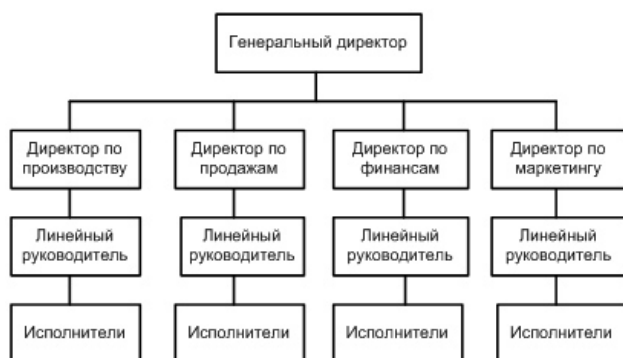 Генеральный директор
Директор по
производству
Директор по
продажам
Директор по
финансам
Директор по
маркетингу
Линейный
руководитель
Линейный
руководитель
Линейный
руководитель
Линейный
руководитель
Исполнители
Исполнители
Исполнители
Исполнители